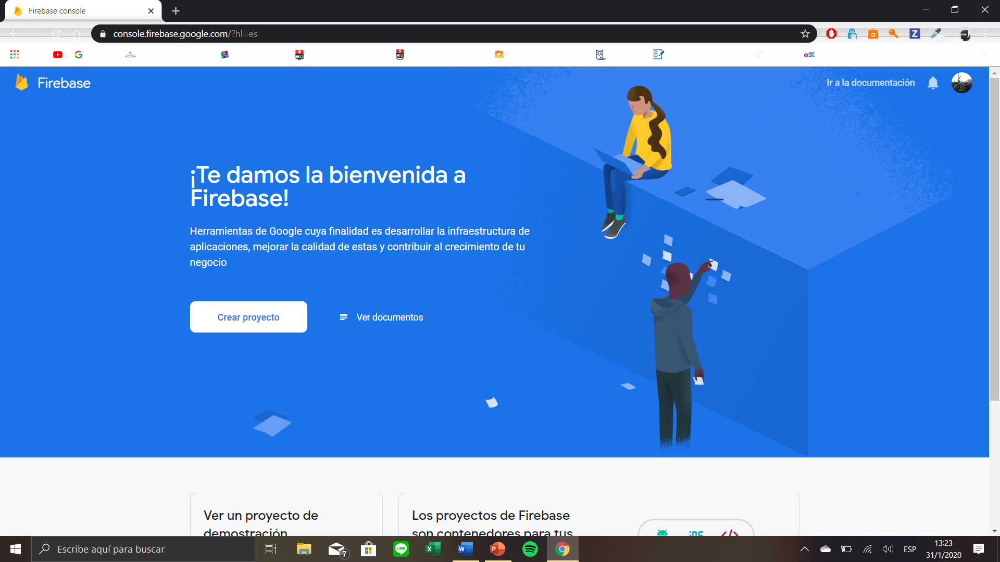 Firebase console
console.firebase.google.com/?hl=es
Firebase
Ir a la documentación
¡Te damos la bienvenida a
Firebase!
Herramientas de Google cuya finalidad es desarrollar la infraestructura de
aplicaciones, mejorar la calidad de estas y contribuir al crecimiento de tu
negocio
Crear proyecto
Ver documentos
Ver un proyecto de
demostración
Los proyectos de Firebase
son contenedores para tus
iOS
Escribe aquí para buscar
7
LINE
ESP
13:23
31/1/2020